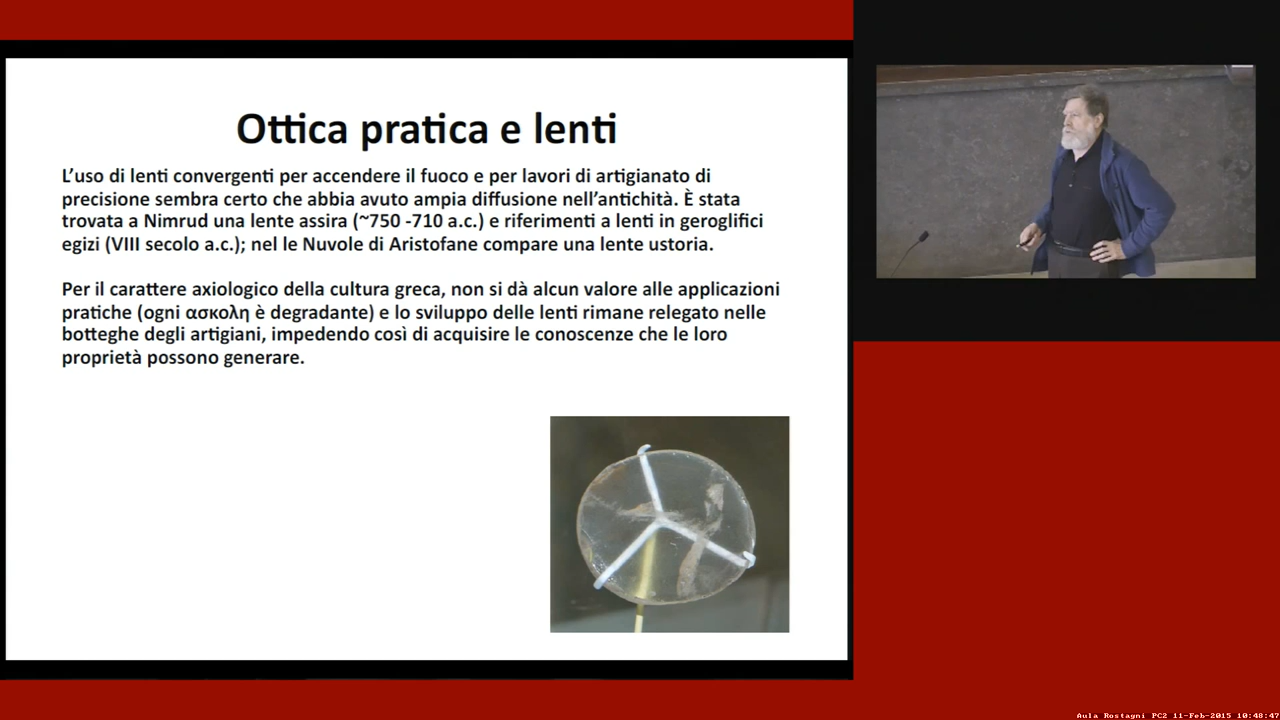 Ottica pratica e lenti
L’uso di lenti convergenti per accendere il fuoco e per lavori di artigianato di
precisione sembra certo che abbia avuto ampia diffusione nell’antichità. È stata
trovata a Nimrud una lente assira (~750 -710 a.c.) e riferimenti a lenti in geroglifici
egizi (VIII secolo a.c.); nel le Nuvole di Aristofane compare una lente ustoria.
Per il carattere axiologico della cultura greca, non si dà alcun valore alle applicazioni
pratiche (ogni ασκολη è degradante) e lo sviluppo delle lenti rimane relegato nelle
botteghe degli artigiani, impedendo così di acquisire le conoscenze che le loro
proprietà possono generare.
Aula Rostagni PC2 11-Feb-2015 10:48:47